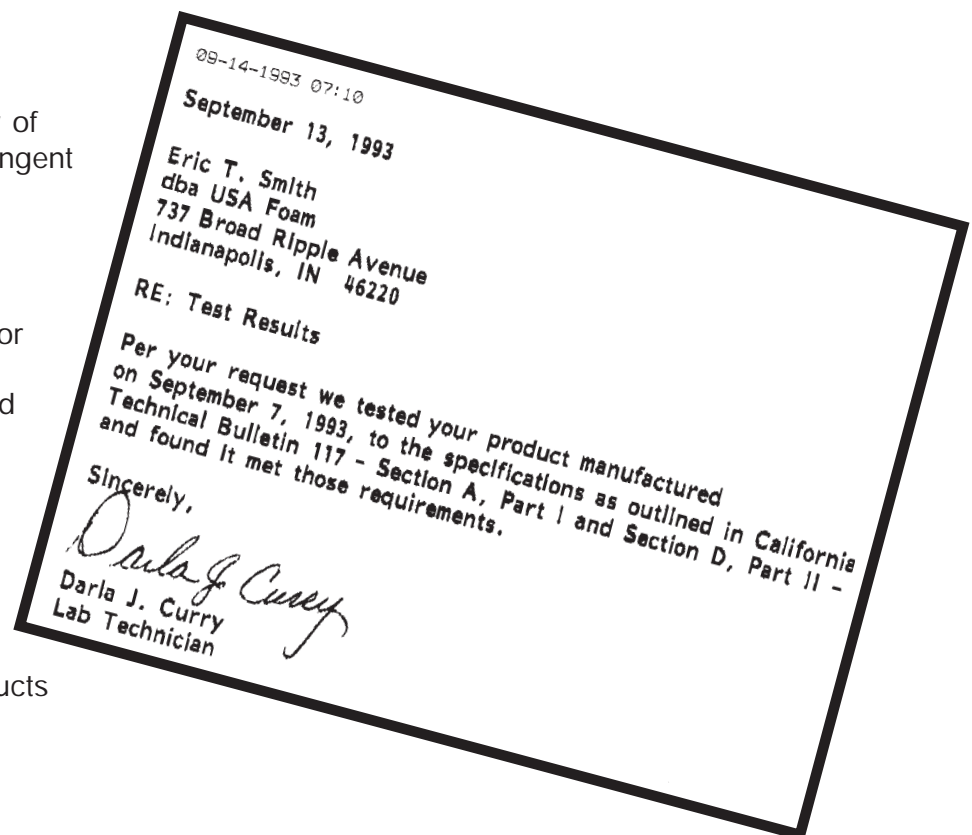 of
ngent
or
d
ucts
09-14-1993 07:10
September 13, 1993
Eric T. Smith
dba USA Foam
737 Broad Ripple Avenue
Indianapolis, IN 46220
RE: Test Results
Per your request we tested your product manufactured
on September 7, 1993, to the specifications as outlined in California
Technical Bulletin 117 - Section A, Part I and Section D, Part II -
and found it met those requirements.
Sincerely,
Darla J Curry
Darla J. Curry
Lab Technician